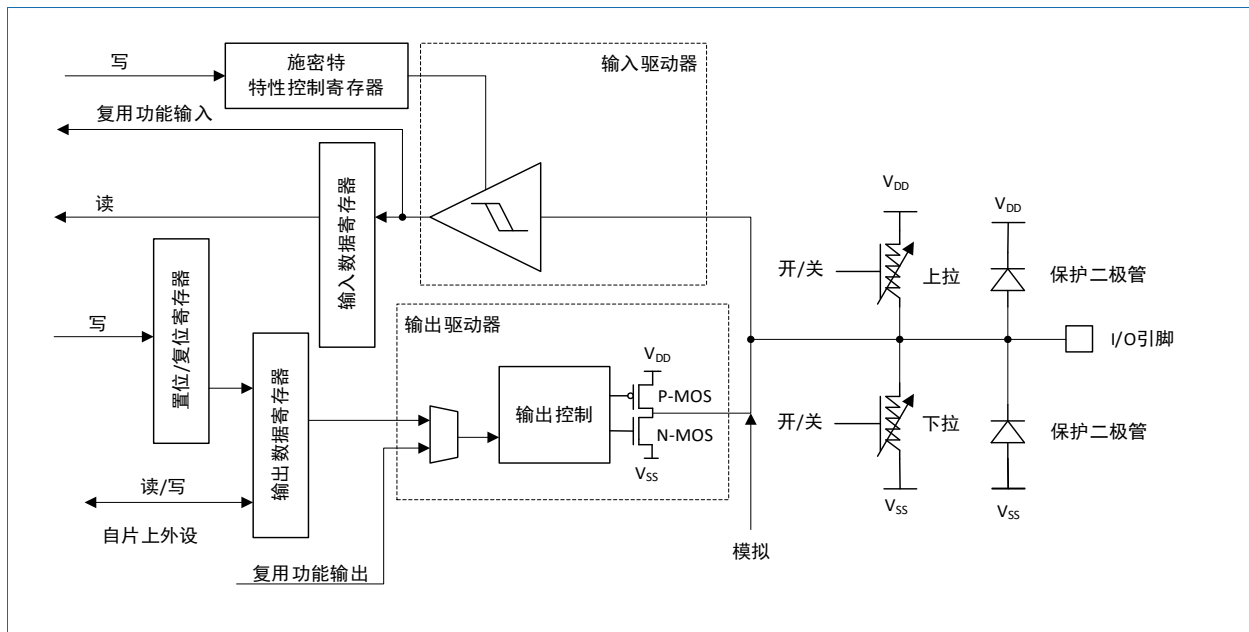 写
施密特
特性控制寄存器
输入驱动器
复用功能输入
读
输入数据寄存器
V_DD
V_DD
开/关
上拉
保护二极管
写
置位/复位寄存器
输出数据寄存器
输出驱动器
V_DD
P-MOS
输出控制
N-MOS
V_SS
I/O引脚
开/关
下拉
保护二极管
V_SS
V_SS
读/写
自片上外设
模拟
复用功能输出